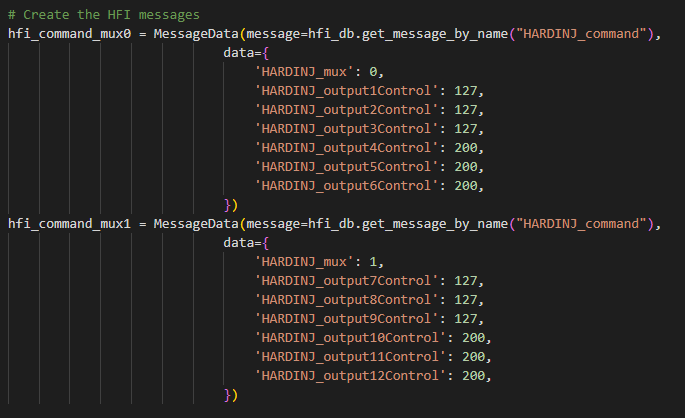 # Create the HFI messages
hfi_command_mux0 = MessageData(message=hfi_db.get_message_by_name("HARDINJ_command"),
data={
'HARDINJ_mux': 0,
'HARDINJ_output1Control': 127,
'HARDINJ_output2Control': 127,
'HARDINJ_output3Control': 127,
'HARDINJ_output4Control': 200,
'HARDINJ_output5Control': 200,
'HARDINJ_output6Control': 200,
})
hfi_command_mux1 = MessageData(message=hfi_db.get_message_by_name("HARDINJ_command"),
data={
'HARDINJ_mux': 1,
'HARDINJ_output7Control': 127,
'HARDINJ_output8Control': 127,
'HARDINJ_output9Control': 127,
'HARDINJ_output10Control': 200,
'HARDINJ_output11Control': 200,
'HARDINJ_output12Control': 200,
})